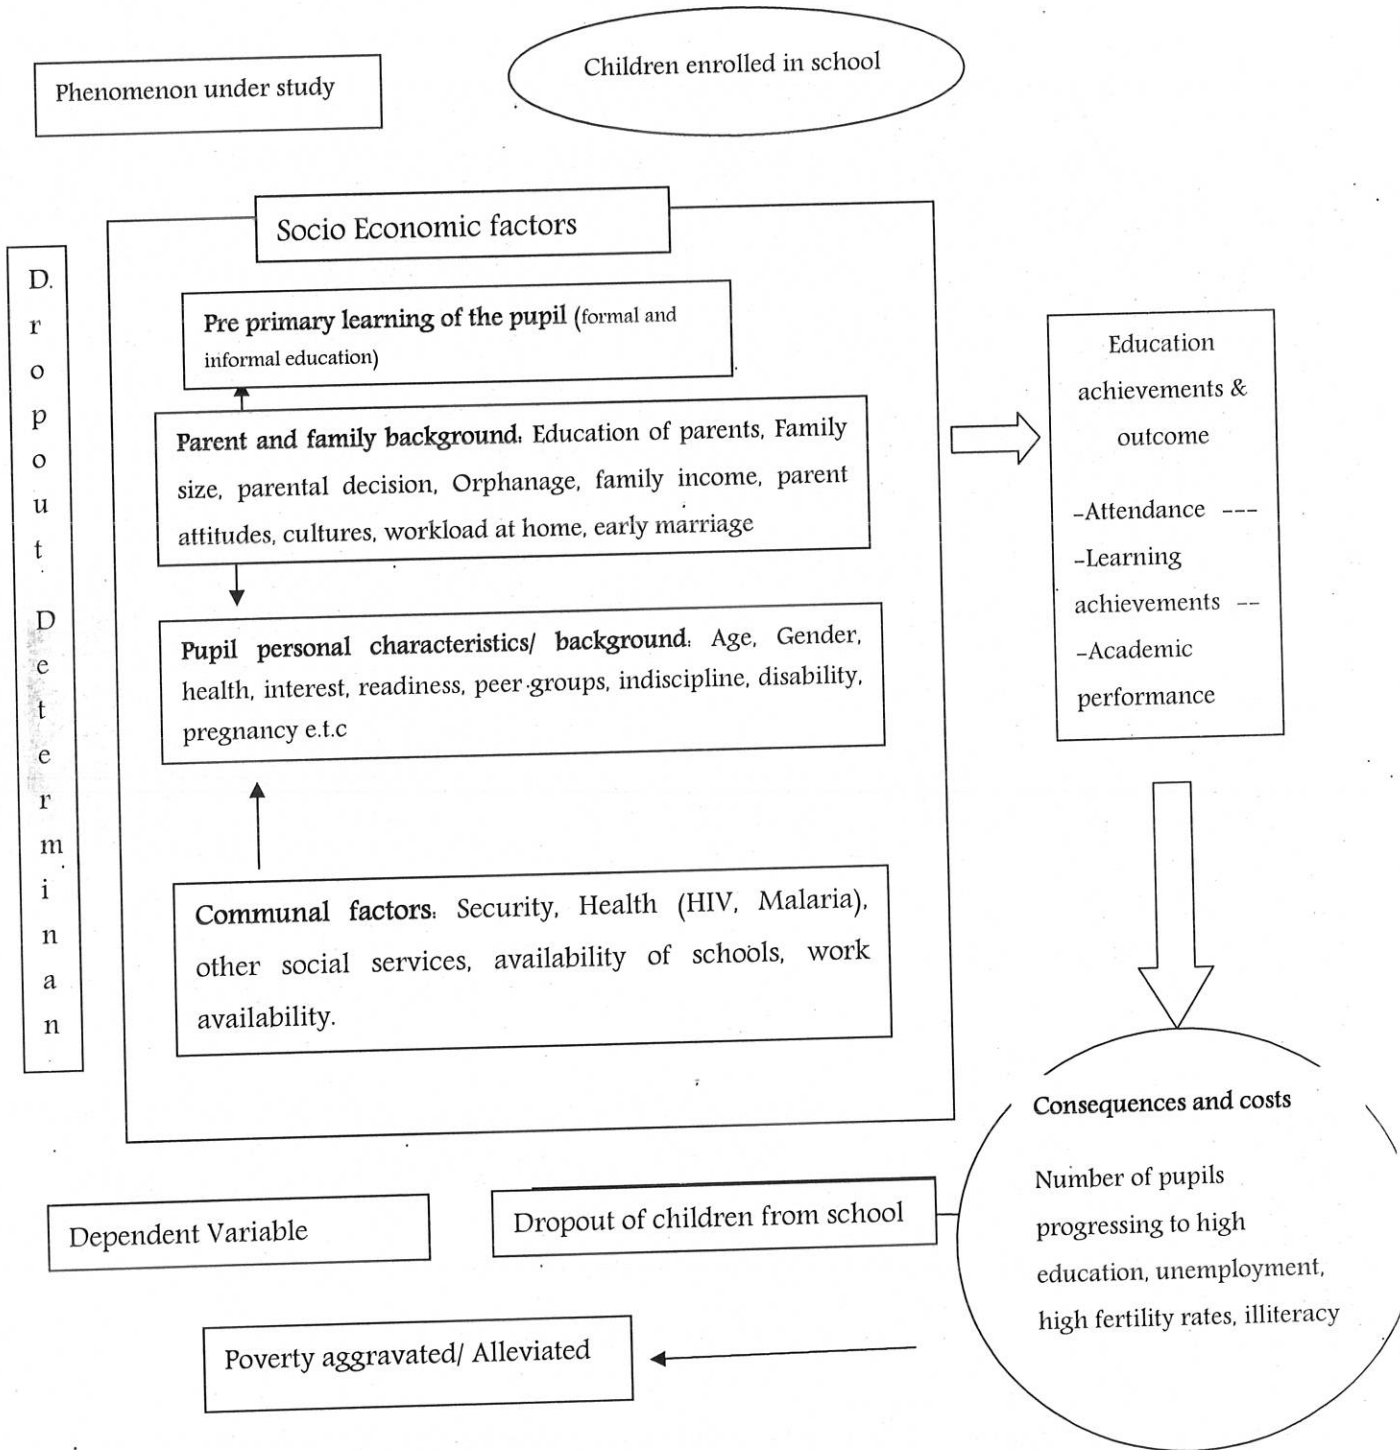 Phenomenon under study
Children enrolled in school
Socio Economic factors
D.
r
o
p
o
u
t
D
e
t
e
r
m
i
n
a
n
Pre primary learning of the pupil (formal and
informal education)
Parent and family background: Education of parents, Family
size, parental decision, Orphanage, family income, parent
attitudes, cultures, workload at home, early marriage
Pupil personal characteristics/ background: Age, Gender,
health, interest, readiness, peer groups, indiscipline, disability,
pregnancy e.t.c
Communal factors: Security, Health (HIV, Malaria),
other social services, availability of schools, work
availability.
Education
achievements &
outcome
-Attendance ---
-Learning
achievements --
-Academic
performance
Consequences and costs
Number of pupils
progressing to high
education, unemployment,
high fertility rates, illiteracy
Dependent Variable
Dropout of children from school
Poverty aggravated/ Alleviated